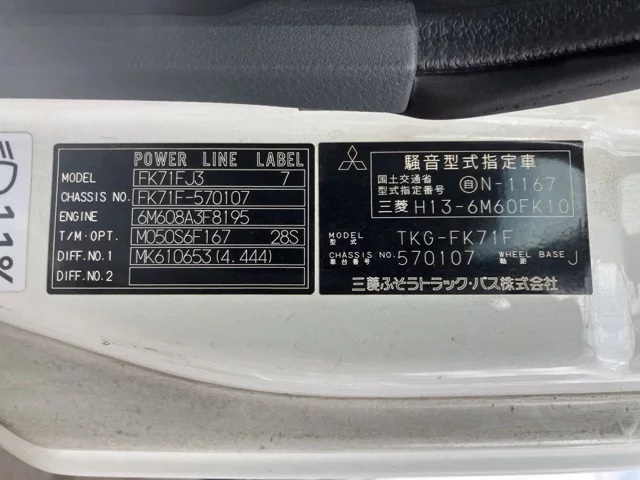 11%
POWER LINE LABEL
MODEL FK71FJ3 7
CHASSIS NO. FK71F-570107
ENGINE 6M608A3F8195
T/M・OPT. M050S6F167 28S
DIFF.NO.1 MK610653(4.444)
DIFF.NO.2
騒音型式指定車
国土交通省
型式指定番号 自N-1167
三菱 H13-6M60FK10
MODEL
型式 TKG-FK71F
CHASSIS NO.
車台番号 570107 WHEEL BASE
軸距 J
三菱ふそうトラック・バス株式会社